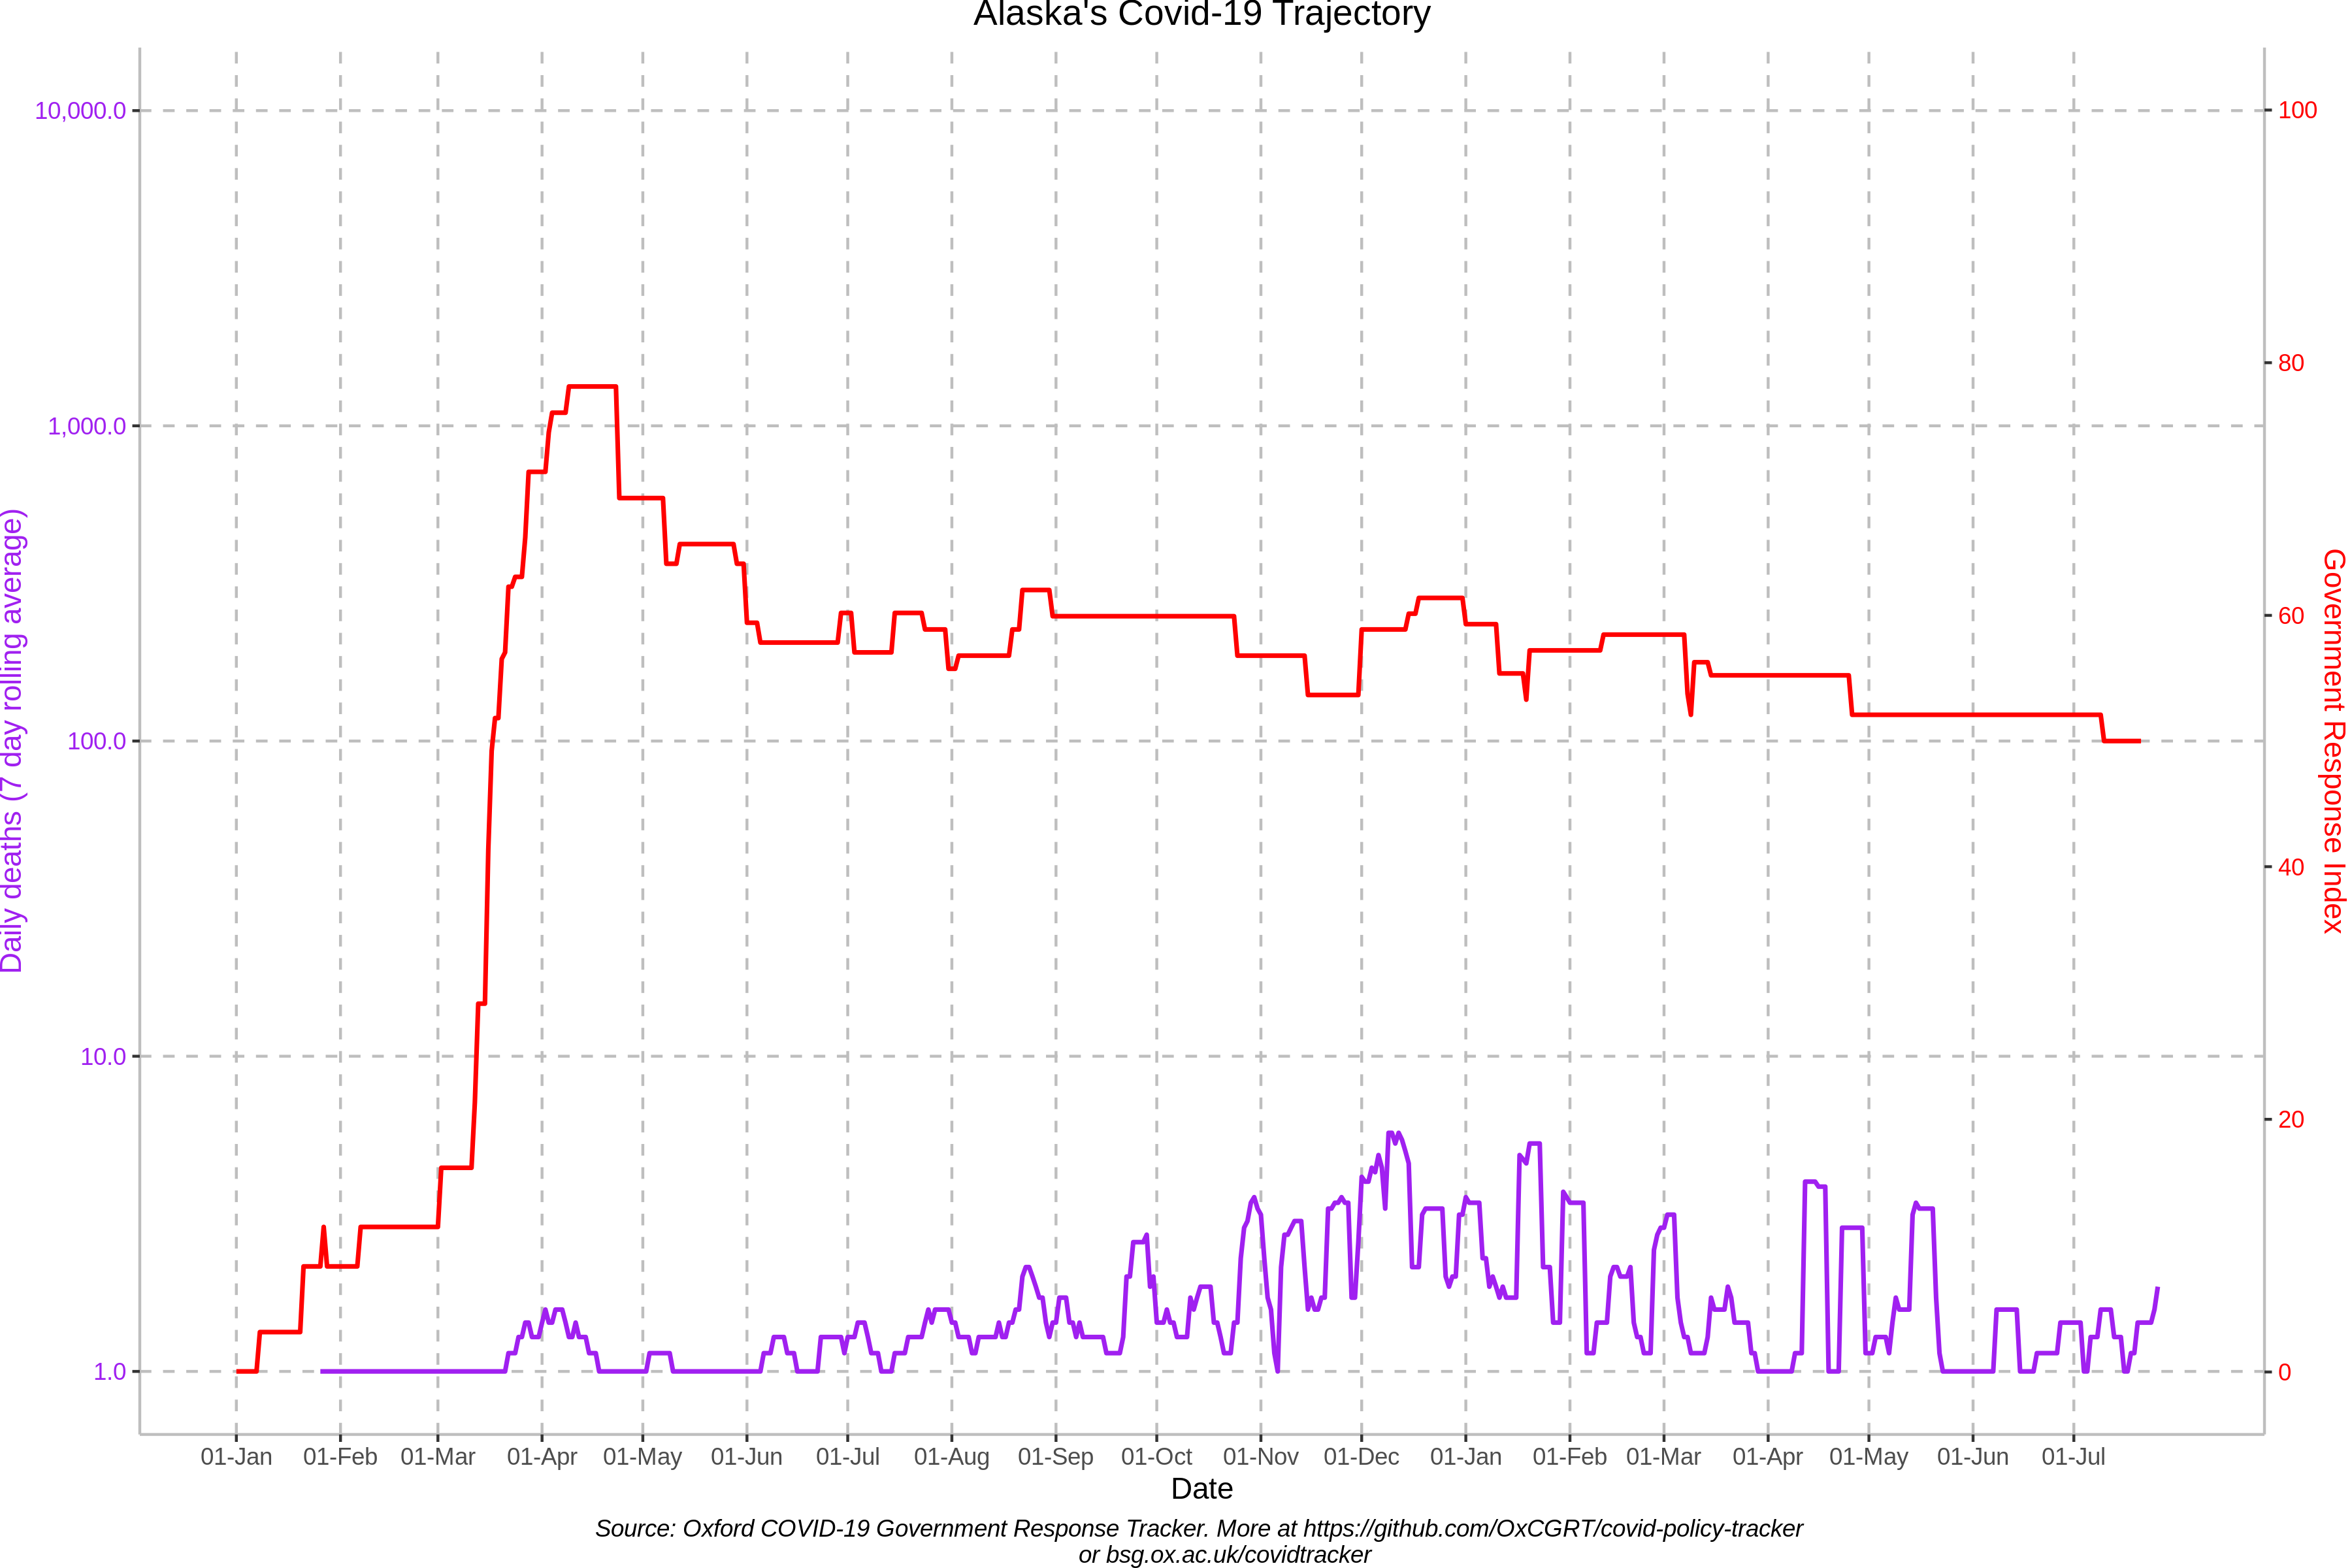 Alaska's Covid-19 Trajectory
10,000.0
1,000.0
100.0
10.0
1.0
Daily deaths (7 day rolling average)
100
80
60
40
20
0
Government Response Index
01-Jan 01-Feb 01-Mar 01-Apr 01-May 01-Jun 01-Jul 01-Aug 01-Sep 01-Oct 01-Nov 01-Dec 01-Jan 01-Feb 01-Mar 01-Apr 01-May 01-Jun 01-Jul
Date
Source: Oxford COVID-19 Government Response Tracker. More at https://github.com/OxCGRT/covid-policy-tracker
or bsg.ox.ac.uk/covidtracker